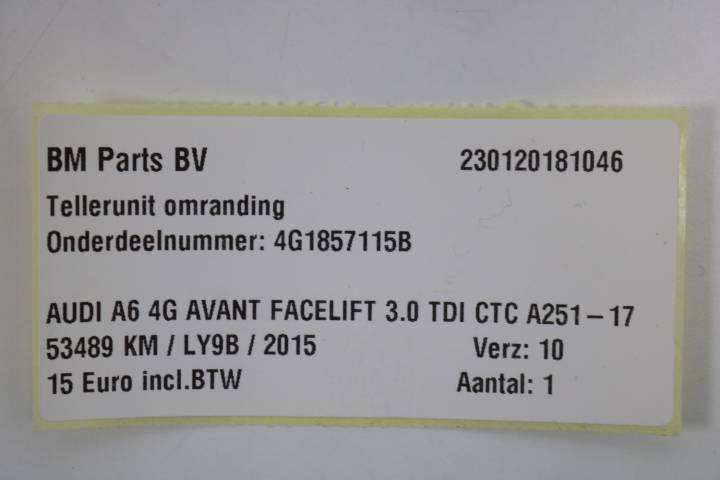 BM Parts BV 230120181046
Tellerunit omranding
Onderdeelnummer: 4G1857115B
AUDI A6 4G AVANT FACELIFT 3.0 TDI CTC A251-17
53489 KM / LY9B / 2015 Verz: 10
15 Euro incl.BTW Aantal: 1